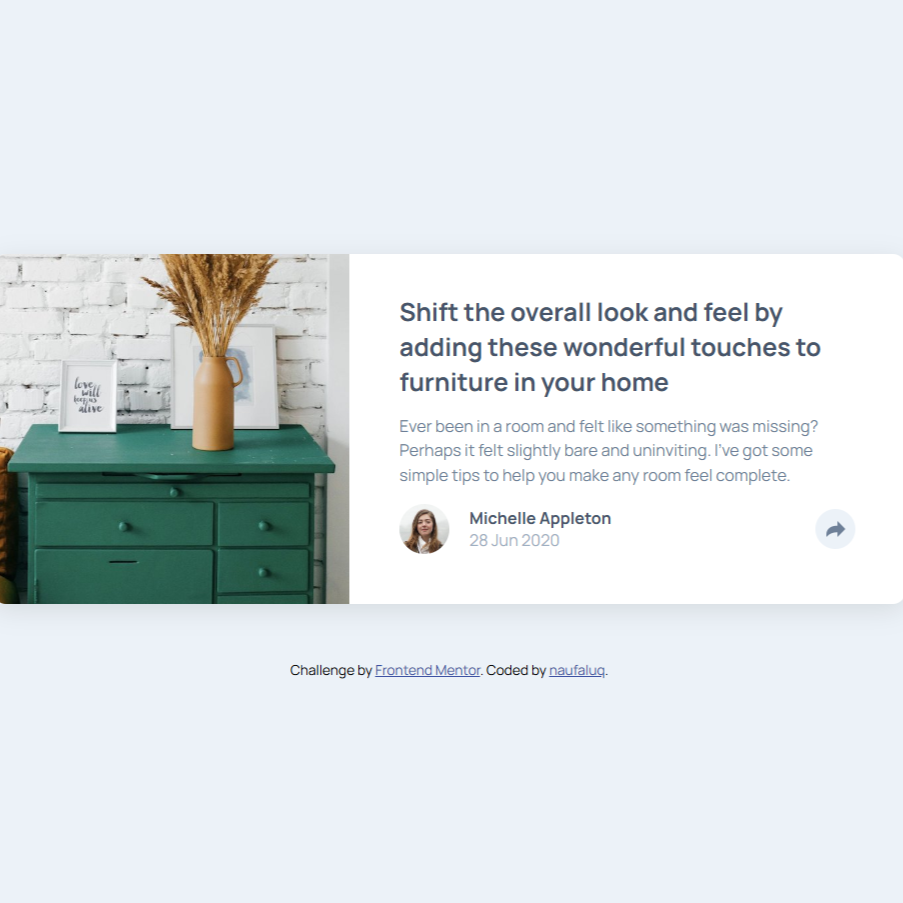 love
will
keep us
alive
Shift the overall look and feel by
adding these wonderful touches to
furniture in your home
Ever been in a room and felt like something was missing?
Perhaps it felt slightly bare and uninviting. I've got some
simple tips to help you make any room feel complete.
Michelle Appleton
28 Jun 2020
Challenge by Frontend Mentor. Coded by naufaluq.